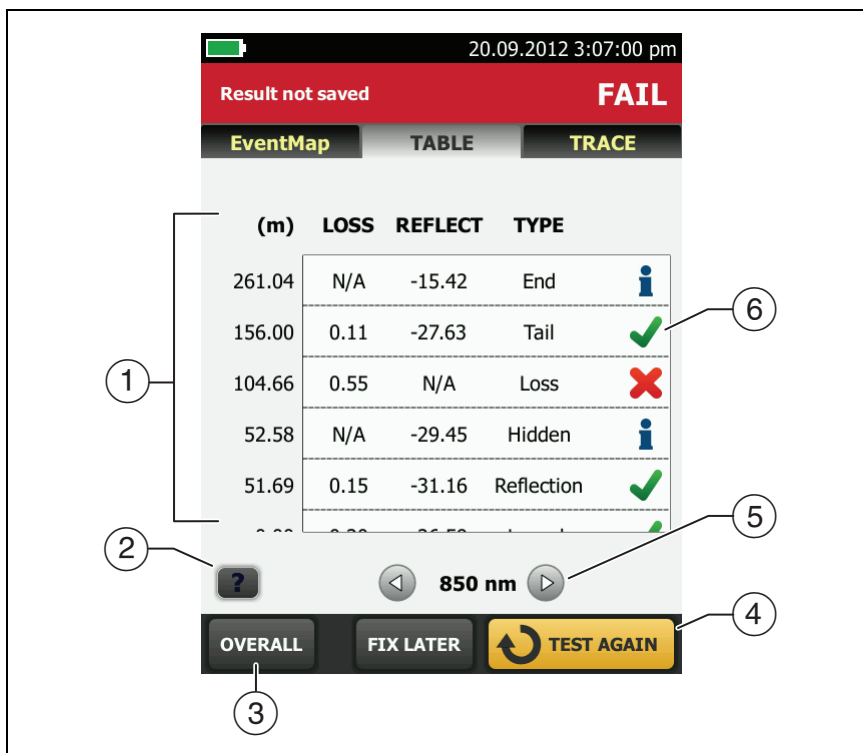 20.09.2012 3:07:00 pm
Result not saved FAIL
EventMap TABLE TRACE
(m) LOSS REFLECT TYPE
261.04 N/A -15.42 End
156.00 0.11 -27.63 Tail
104.66 0.55 N/A Loss
52.58 N/A -29.45 Hidden
51.69 0.15 -31.16 Reflection
? 850 nm
OVERALL FIX LATER TEST AGAIN
1
2
3
4
5
6